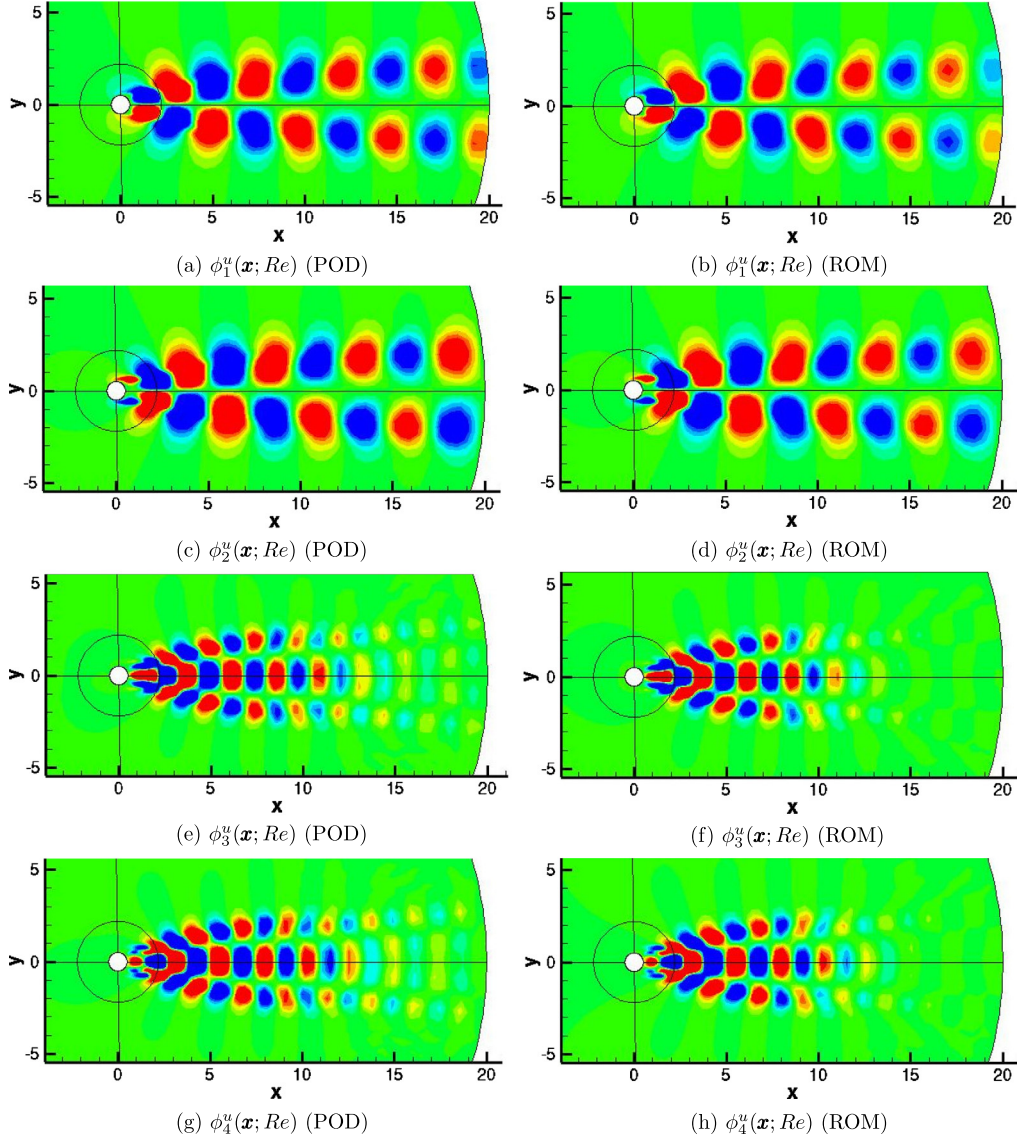 y
5
0
-5
0
5
10
15
20
x
(a) ϕ₁ᵘ(x; Re) (POD)
y
5
0
-5
0
5
10
15
20
x
(b) ϕ₁ᵘ(x; Re) (ROM)
y
5
0
-5
0
5
10
15
20
x
(c) ϕ₂ᵘ(x; Re) (POD)
y
5
0
-5
0
5
10
15
20
x
(d) ϕ₂ᵘ(x; Re) (ROM)
y
5
0
-5
0
5
10
15
20
x
(e) ϕ₃ᵘ(x; Re) (POD)
y
5
0
-5
0
5
10
15
20
x
(f) ϕ₃ᵘ(x; Re) (ROM)
y
5
0
-5
0
5
10
15
20
x
(g) ϕ₄ᵘ(x; Re) (POD)
y
5
0
-5
0
5
10
15
20
x
(h) ϕ₄ᵘ(x; Re) (ROM)